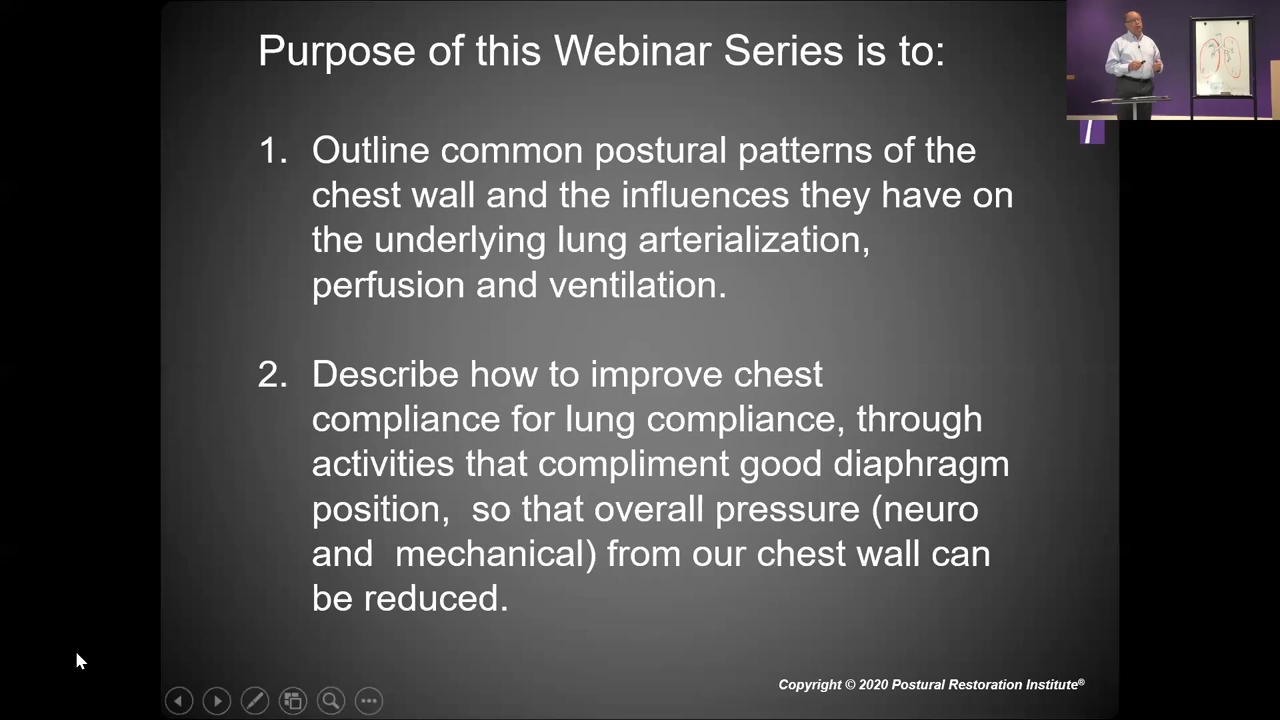 Purpose of this Webinar Series is to:
1. Outline common postural patterns of the
chest wall and the influences they have on
the underlying lung arterialization,
perfusion and ventilation.
2. Describe how to improve chest
compliance for lung compliance, through
activities that compliment good diaphragm
position,  so that overall pressure (neuro
and  mechanical) from our chest wall can
be reduced.
Copyright © 2020 Postural Restoration Institute®